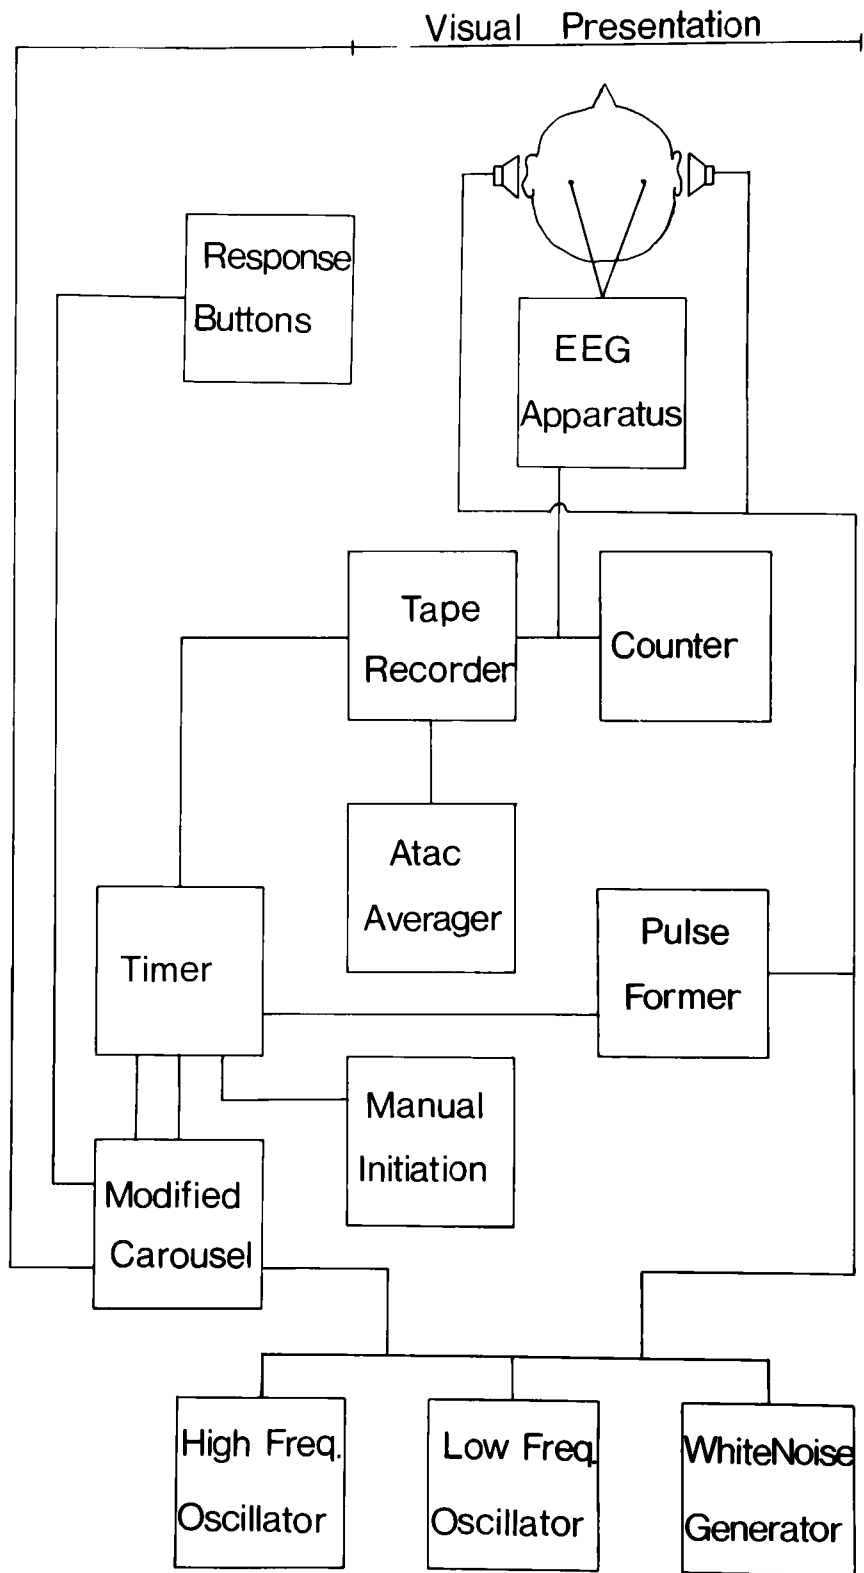 Visual Presentation
Response
Buttons
EEG
Apparatus
Tape
Recorder
Counter
Atac
Averager
Timer
Pulse
Former
Manual
Initiation
Modified
Carousel
High Freq.
Oscillator
Low Freq.
Oscillator
WhiteNoise
Generator